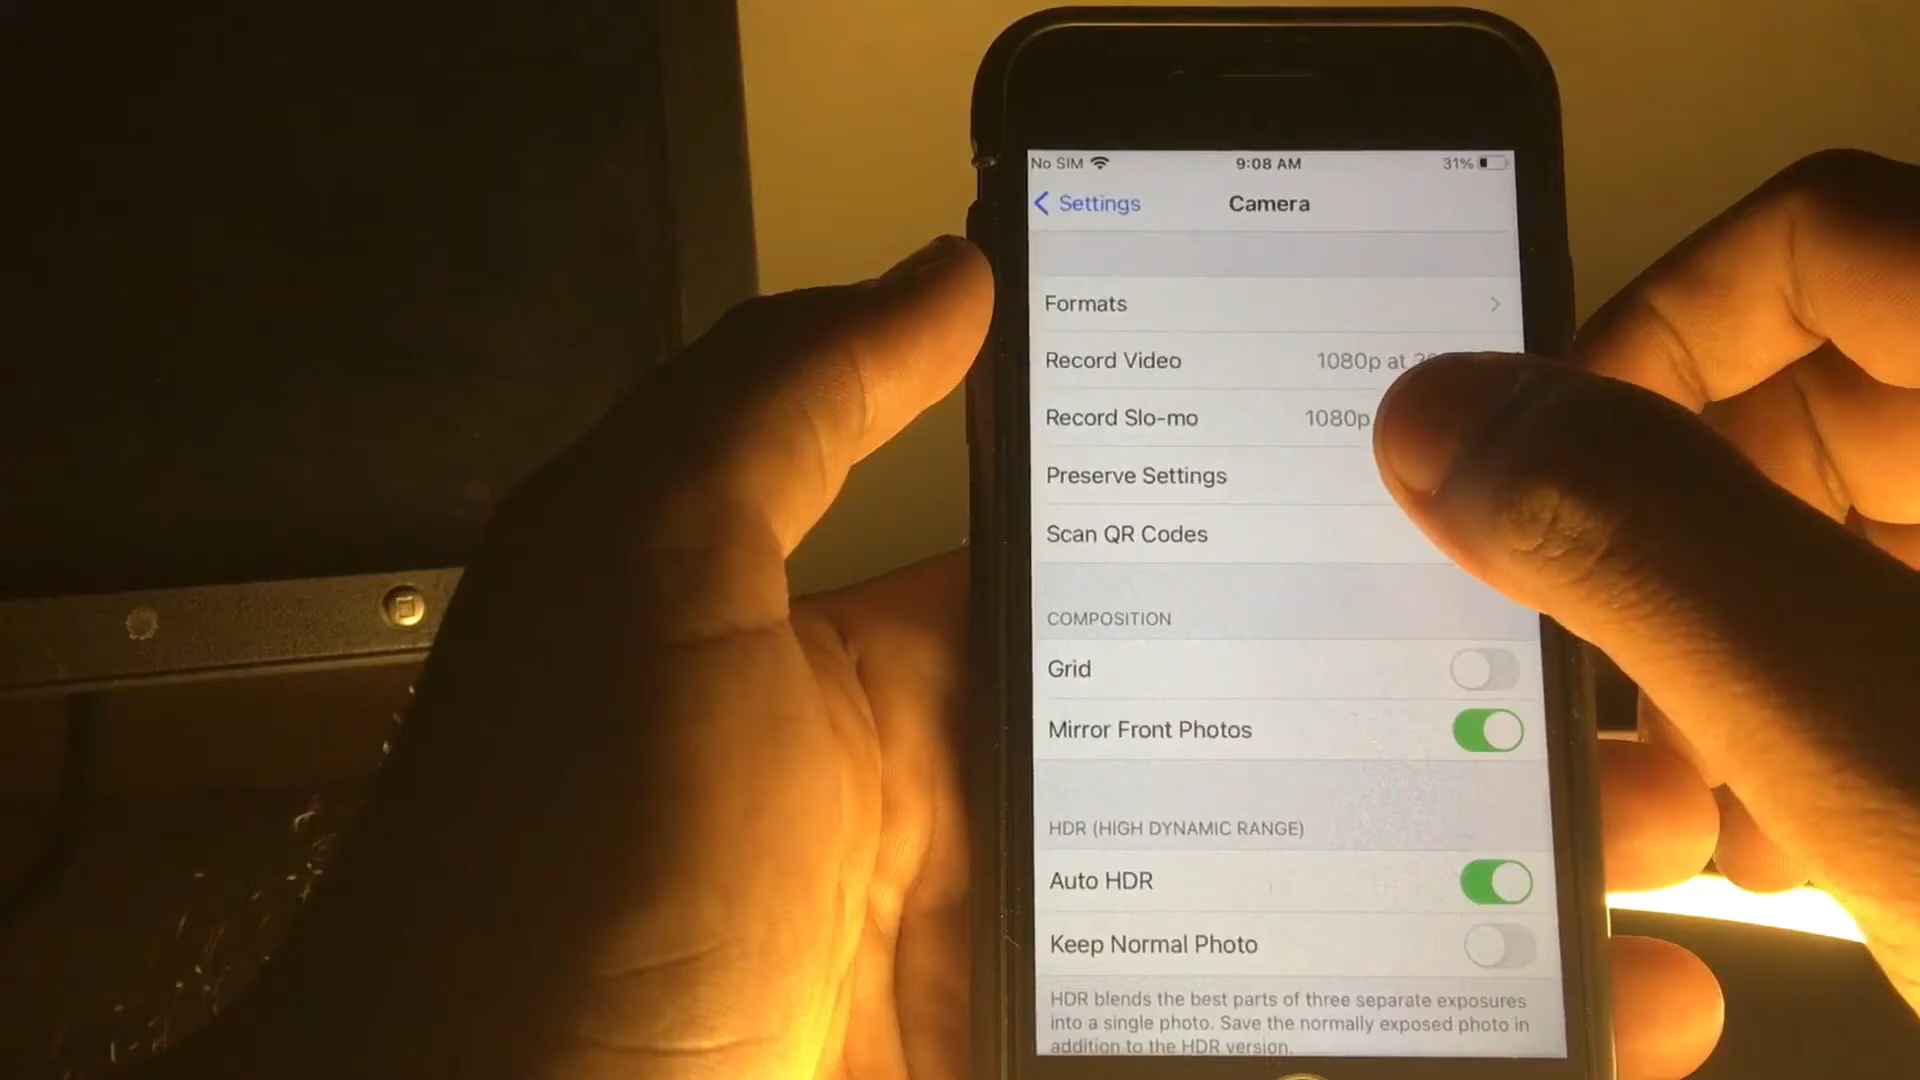 No SIM 9:08 AM 31%
Settings Camera
Formats
Record Video 1080p at
Record Slo-mo 1080p
Preserve Settings
Scan QR Codes
COMPOSITION
Grid
Mirror Front Photos
HDR (HIGH DYNAMIC RANGE)
Auto HDR
Keep Normal Photo
HDR blends the best parts of three separate exposures
into a single photo. Save the normally exposed photo in
addition to the HDR version.